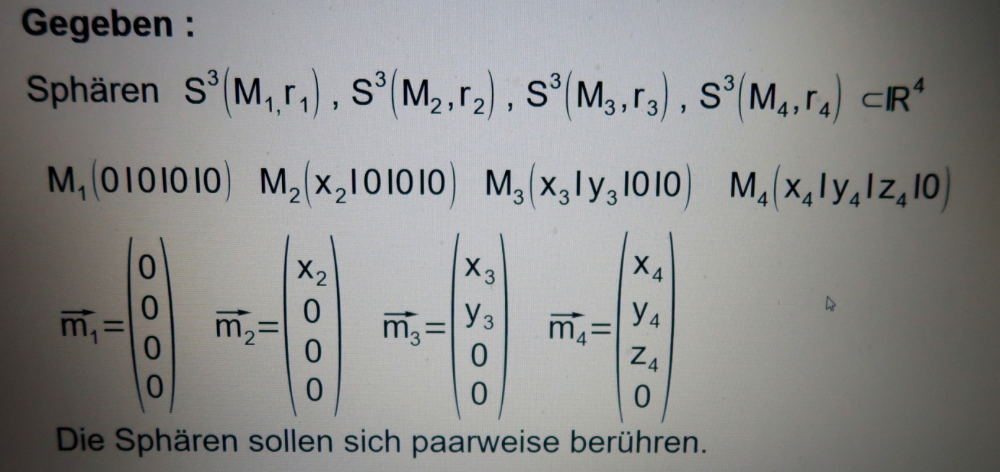 Gegeben :
Sphären S³(M₁,r₁) , S³(M₂,r₂) , S³(M₃,r₃) , S³(M₄,r₄) ⊂ℝ⁴
M₁(0|0|0|0) M₂(x₂|0|0|0) M₃(x₃|y₃|0|0) M₄(x₄|y₄|z₄|0)
m₁⃗=(0 0 0 0) m₂⃗=(x₂ 0 0 0) m₃⃗=(x₃ y₃ 0 0) m₄⃗=(x₄ y₄ z₄ 0)
Die Sphären sollen sich paarweise berühren.